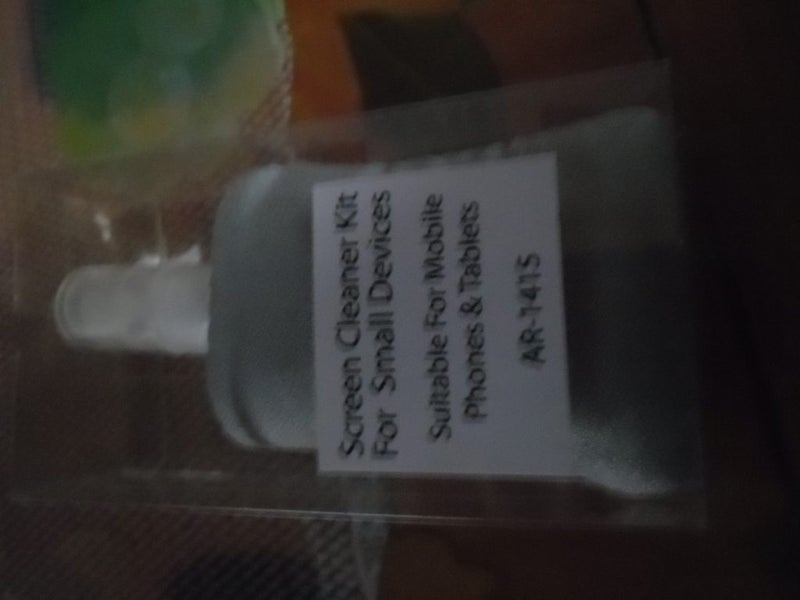 Screen Cleaner Kit
For Small Devices
Suitable For Mobile
Phones & Tablets
AR-1415